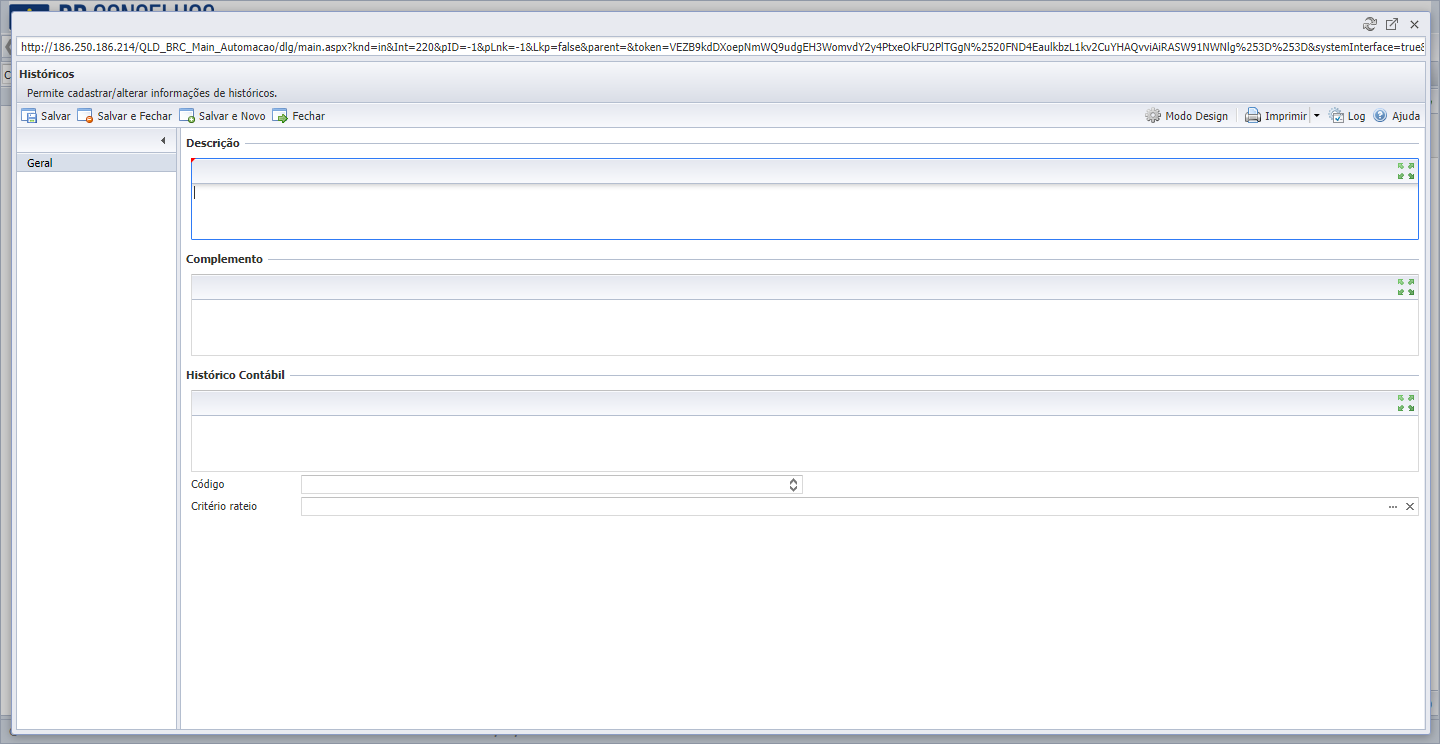 http://186.250.186.214/QLD_BRC_Main_Automacao/dlg/main.aspx?knd=in&Int=220&pID=-1&pLnk=-1&Lkp=false&parent=&token=VEZB9kdDXoepNmWQ9udgEH3WomvdY2y4PtxeOkFU2PlTGgN%2520FND4EaulkbzL1kv2CuYHAQvviAiRASW91NWNlg%253D%253D&systemInterface=true&
Históricos
Permite cadastrar/alterar informações de históricos.
Salvar Salvar e Fechar Salvar e Novo Fechar Modo Design Imprimir Log Ajuda
Geral
Descrição
Complemento
Histórico Contábil
Código
Critério rateio